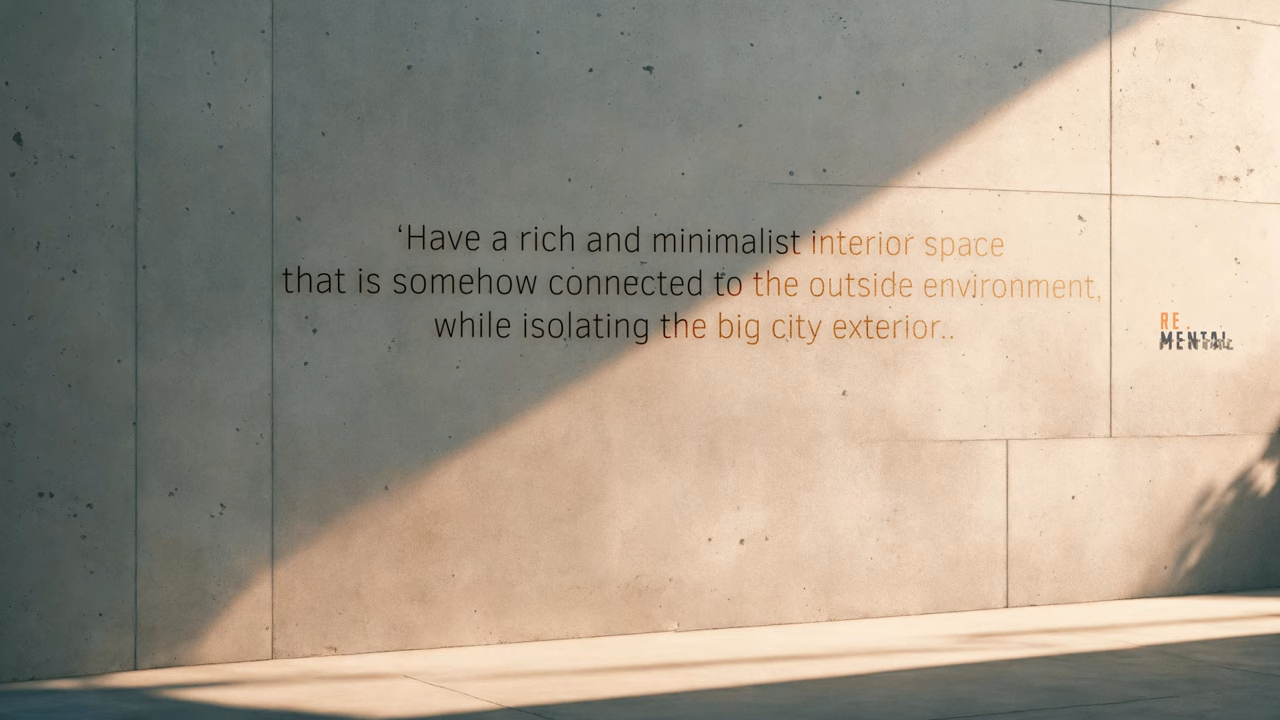 ‘Have a rich and minimalist interior space
that is somehow connected to the outside environment,
while isolating the big city exterior..
RE.
MENTAL